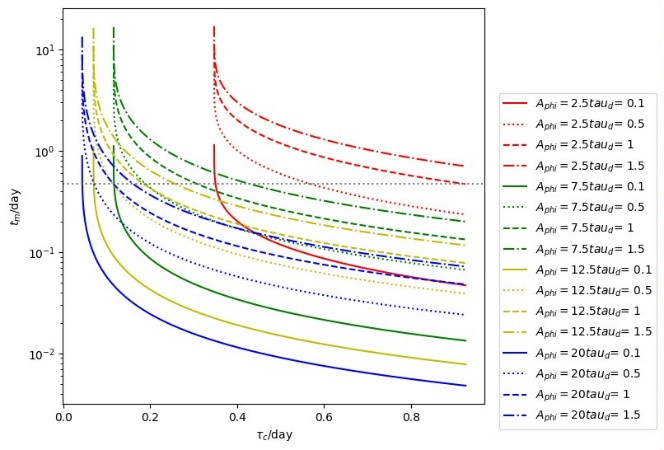 10¹
10⁰
10⁻¹
10⁻²
t_m/day
0.0 0.2 0.4 0.6 0.8
τ_c/day
A_phi = 2.5tau_d= 0.1
A_phi = 2.5tau_d= 0.5
A_phi = 2.5tau_d= 1
A_phi = 2.5tau_d= 1.5
A_phi = 7.5tau_d= 0.1
A_phi = 7.5tau_d= 0.5
A_phi = 7.5tau_d= 1
A_phi = 7.5tau_d= 1.5
A_phi = 12.5tau_d= 0.1
A_phi = 12.5tau_d= 0.5
A_phi = 12.5tau_d= 1
A_phi = 12.5tau_d= 1.5
A_phi = 20tau_d= 0.1
A_phi = 20tau_d= 0.5
A_phi = 20tau_d= 1
A_phi = 20tau_d= 1.5